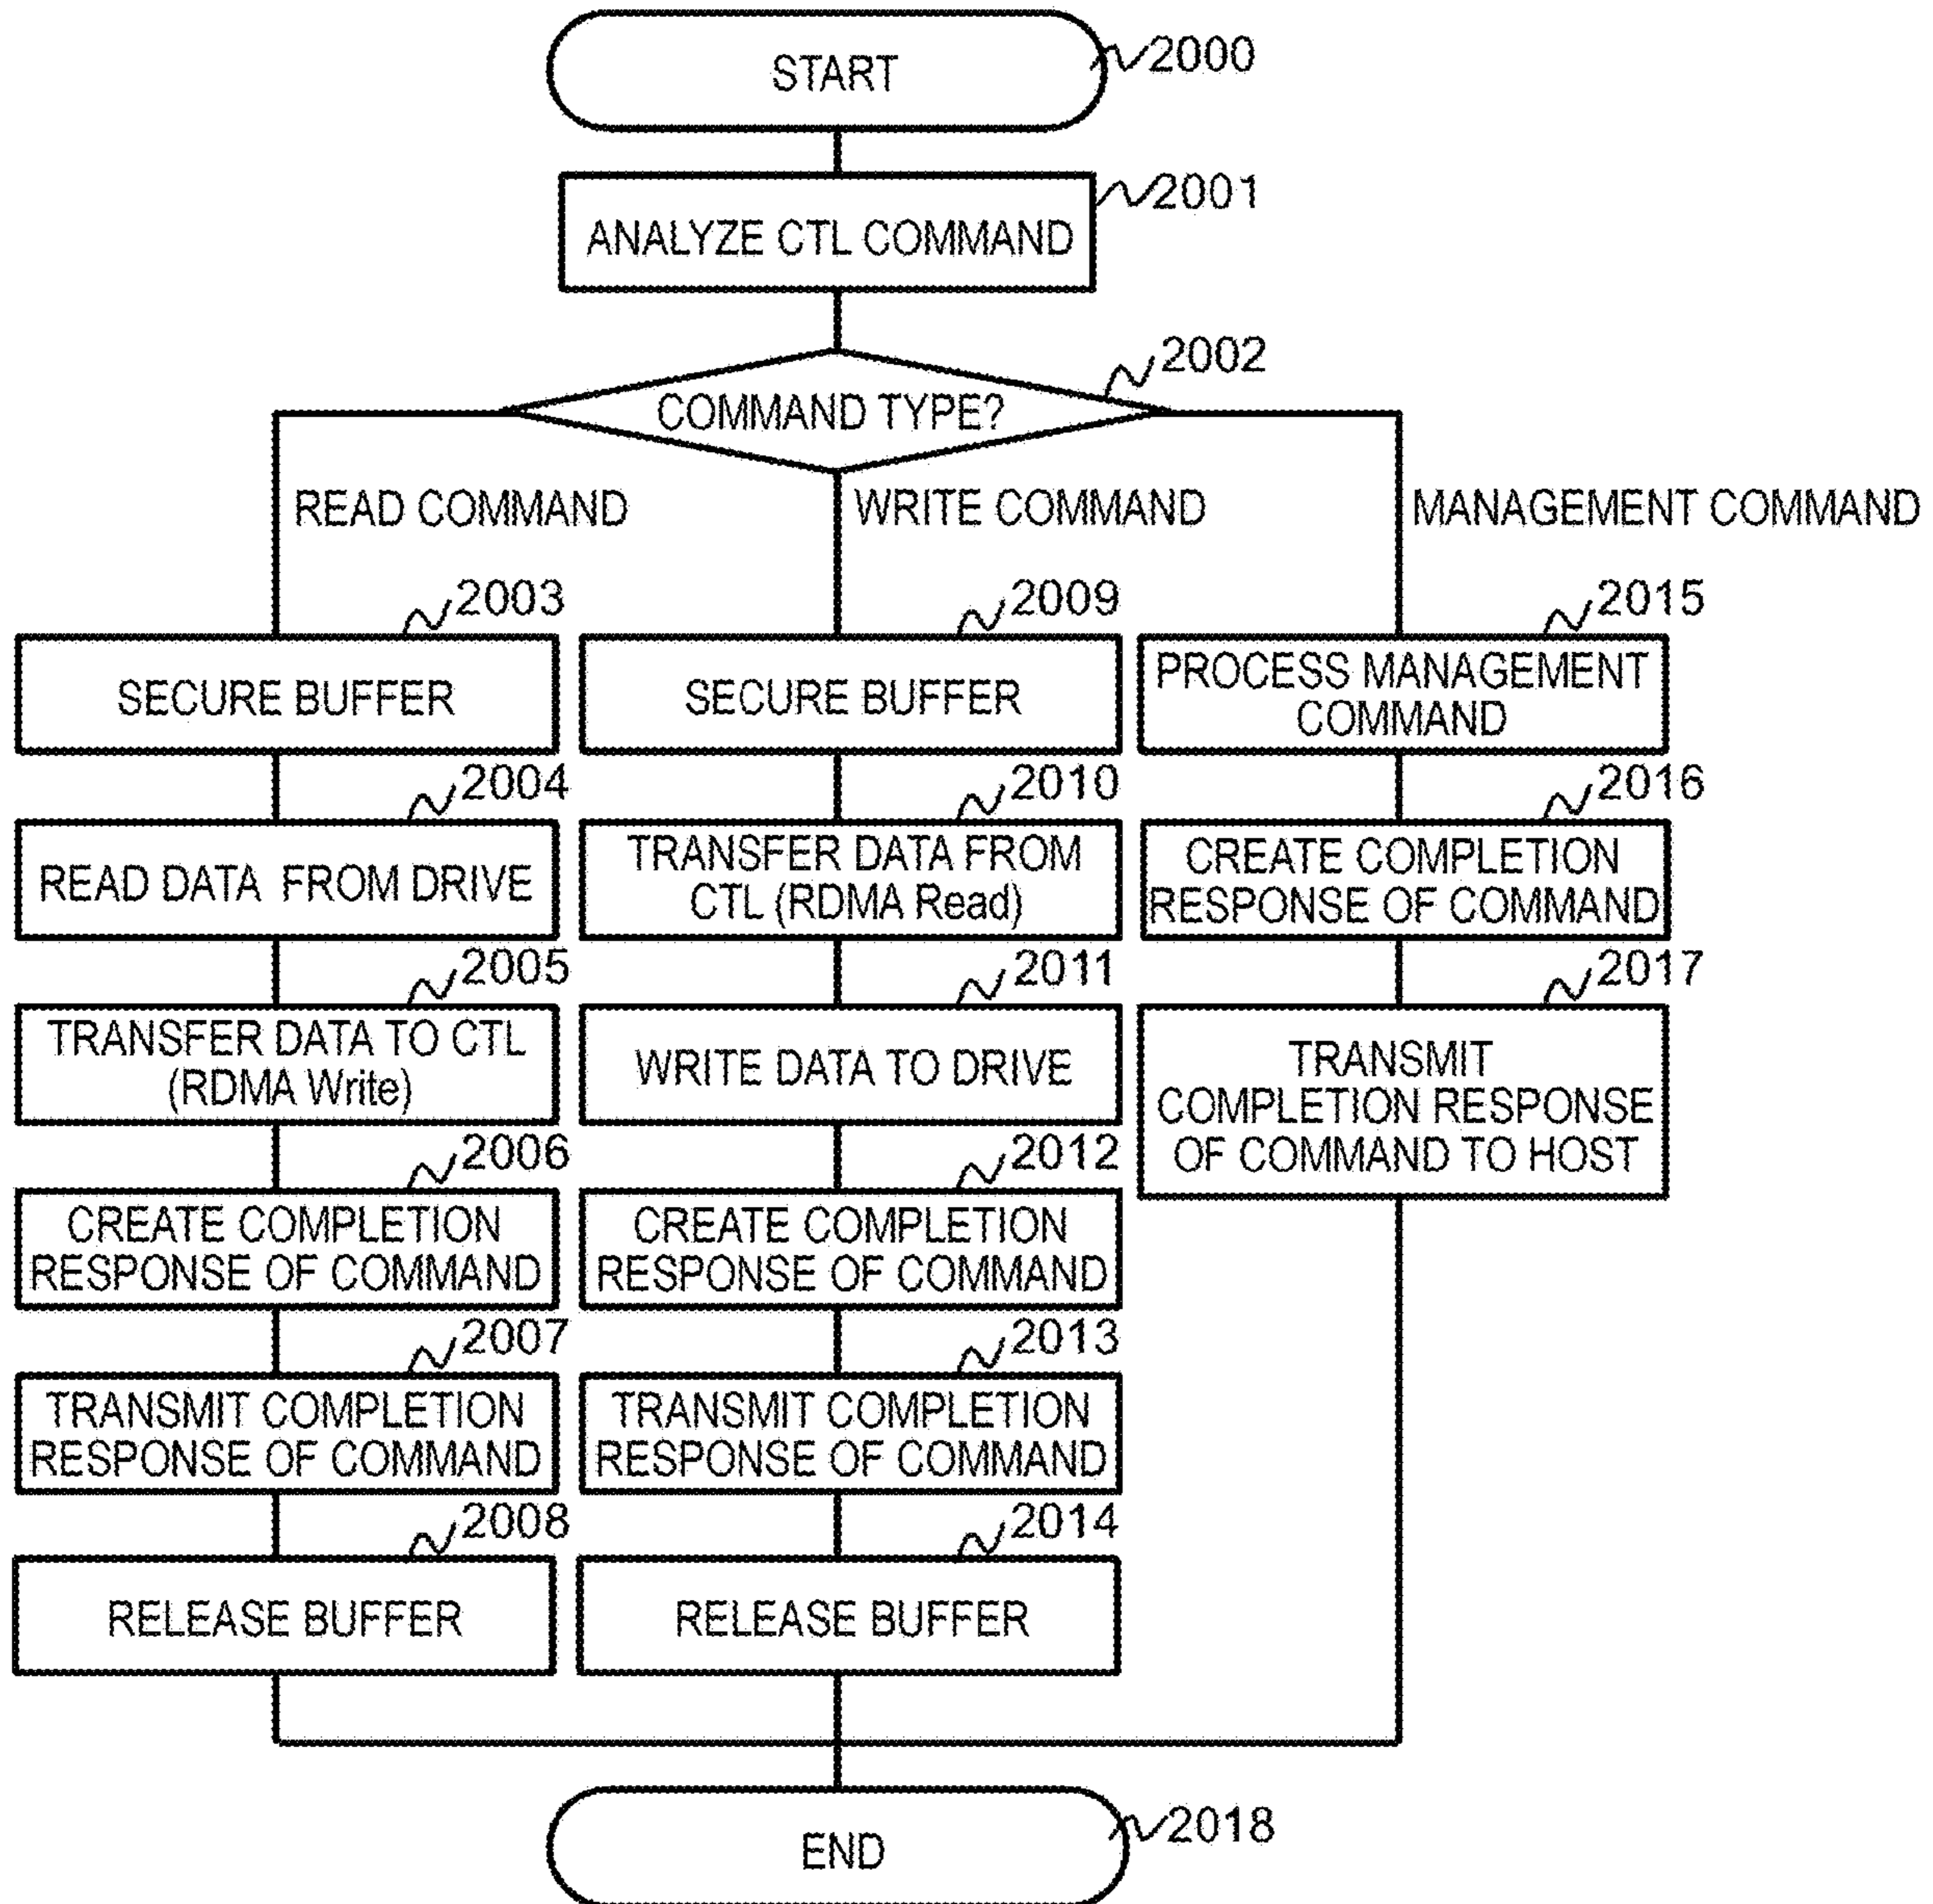 START
2000
ANALYZE CTL COMMAND
2001
COMMAND TYPE?
2002
READ COMMAND
WRITE COMMAND
MANAGEMENT COMMAND
2003
SECURE BUFFER
2004
READ DATA FROM DRIVE
2005
TRANSFER DATA TO CTL
(RDMA Write)
2006
CREATE COMPLETION
RESPONSE OF COMMAND
2007
TRANSMIT COMPLETION
RESPONSE OF COMMAND
2008
RELEASE BUFFER
2009
SECURE BUFFER
2010
TRANSFER DATA FROM
CTL (RDMA Read)
2011
WRITE DATA TO DRIVE
2012
CREATE COMPLETION
RESPONSE OF COMMAND
2013
TRANSMIT COMPLETION
RESPONSE OF COMMAND
2014
RELEASE BUFFER
2015
PROCESS MANAGEMENT
COMMAND
2016
CREATE COMPLETION
RESPONSE OF COMMAND
2017
TRANSMIT
COMPLETION RESPONSE
OF COMMAND TO HOST
END
2018